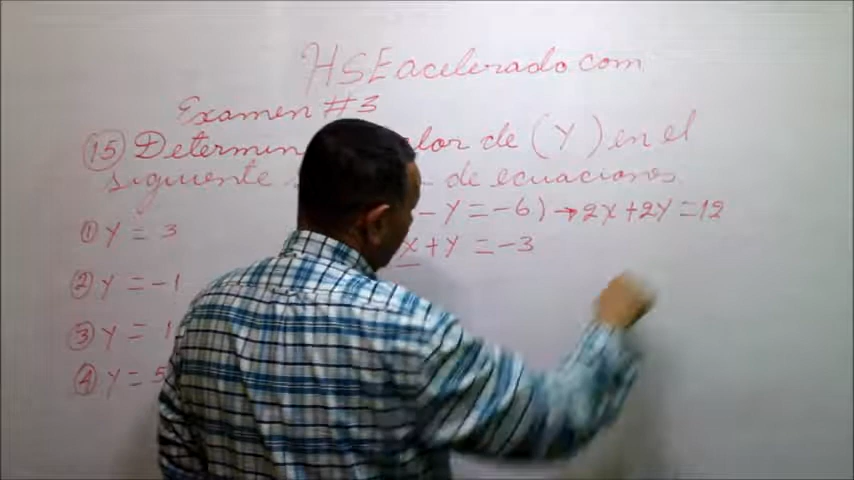 HSEacelerado.com
Examen #3
15 Determin alor de (Y) en el
siguiente de ecuaciones.
- Y = -6) → 2X + 2Y = 12
① Y = 3
X + Y = -3
② Y = -1
③ Y = 1
④ Y = 5